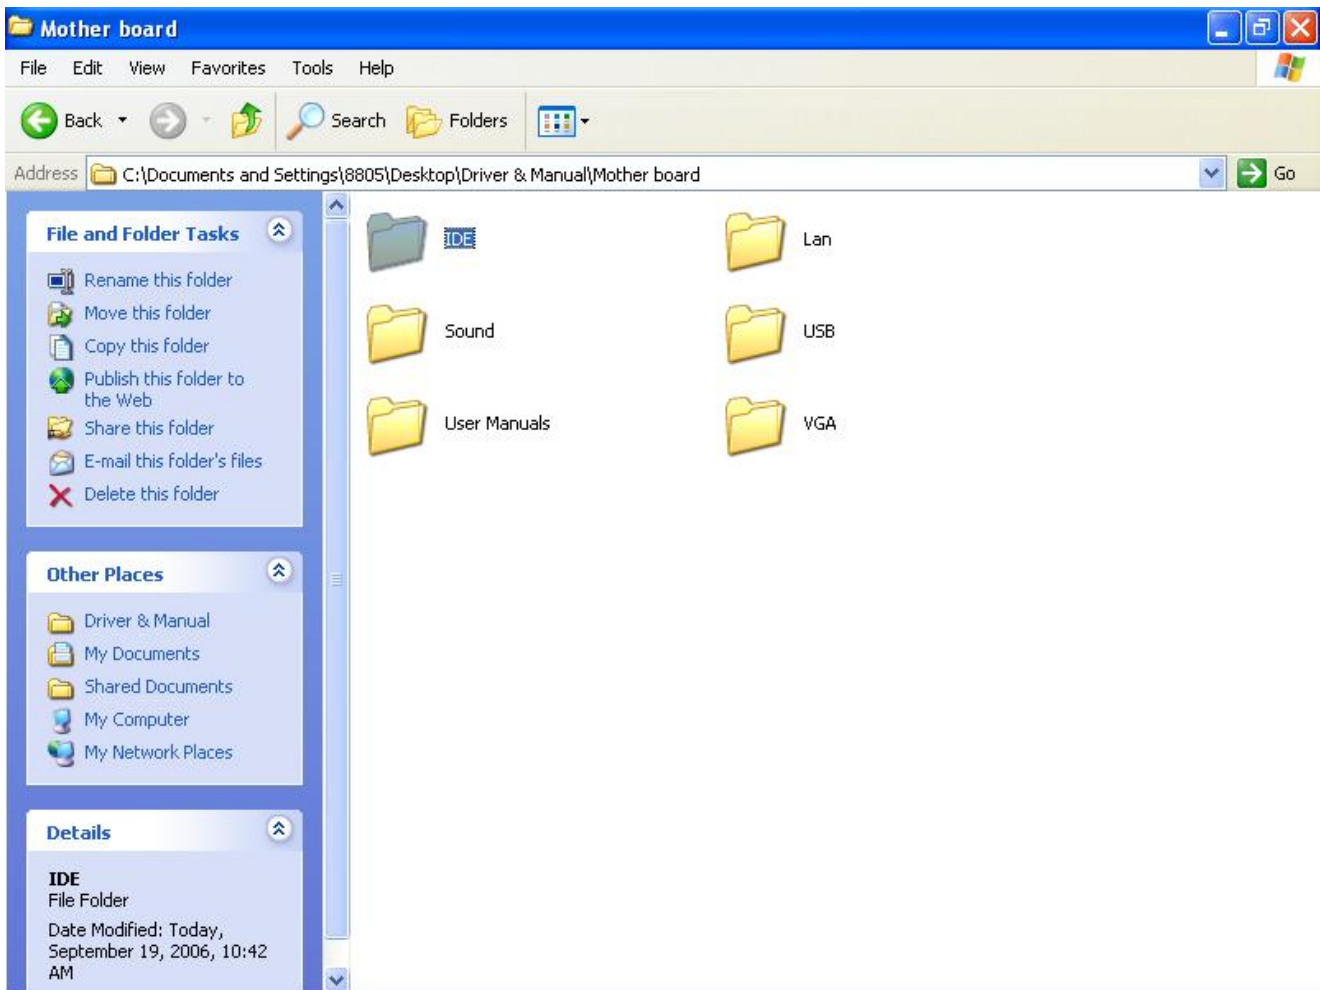 Mother board
File Edit View Favorites Tools Help
Back Search Folders
Address C:\Documents and Settings\8805\Desktop\Driver & Manual\Mother board Go
File and Folder Tasks
Rename this folder
Move this folder
Copy this folder
Publish this folder to
the Web
Share this folder
E-mail this folder's files
Delete this folder
Other Places
Driver & Manual
My Documents
Shared Documents
My Computer
My Network Places
Details
IDE
File Folder
Date Modified: Today,
September 19, 2006, 10:42
AM
IDE Lan
Sound USB
User Manuals VGA